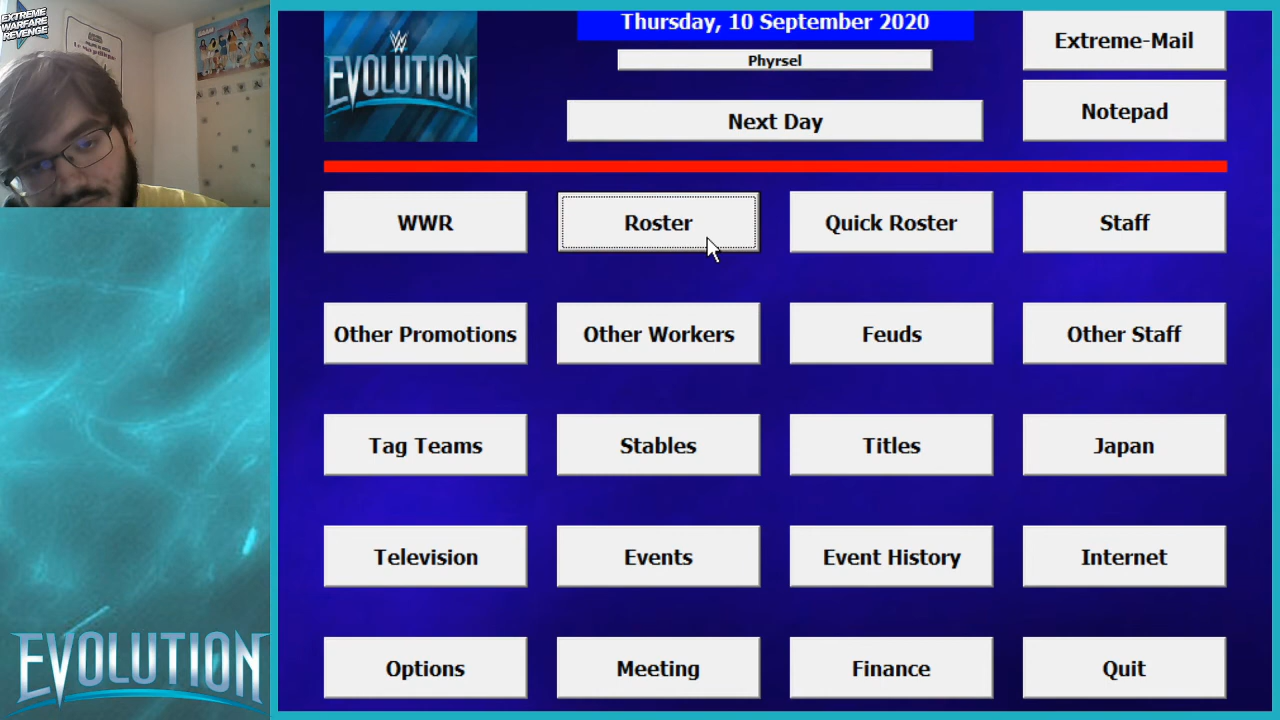 EXTREME
WARFARE
REVENGE
EVOLUTION
Thursday, 10 September 2020
Phyrsel
Next Day
Extreme-Mail
Notepad
WWR
Roster
Quick Roster
Staff
Other Promotions
Other Workers
Feuds
Other Staff
Tag Teams
Stables
Titles
Japan
Television
Events
Event History
Internet
Options
Meeting
Finance
Quit
EVOLUTION